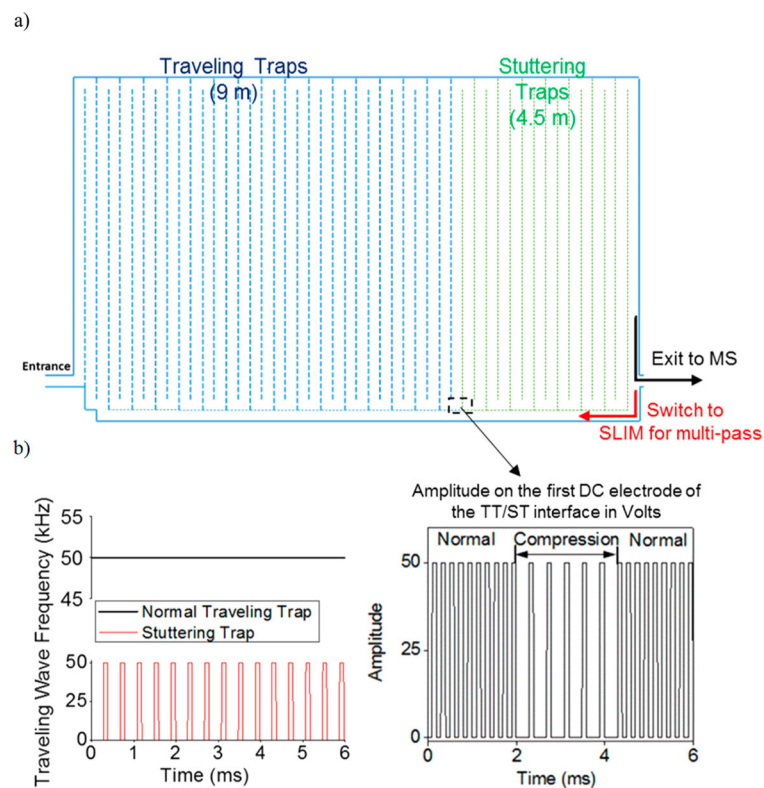 a)
Traveling Traps
(9 m)
Stuttering
Traps
(4.5 m)
Entrance
Exit to MS
Switch to
SLIM for multi-pass
b)
Traveling Wave Frequency (kHz)
55
50
45
Normal Traveling Trap
Stuttering Trap
50
25
0
0 1 2 3 4 5 6
Time (ms)
Amplitude on the first DC electrode of
the TT/ST interface in Volts
Normal Compression Normal
Amplitude
50
25
0
0 2 4 6
Time (ms)